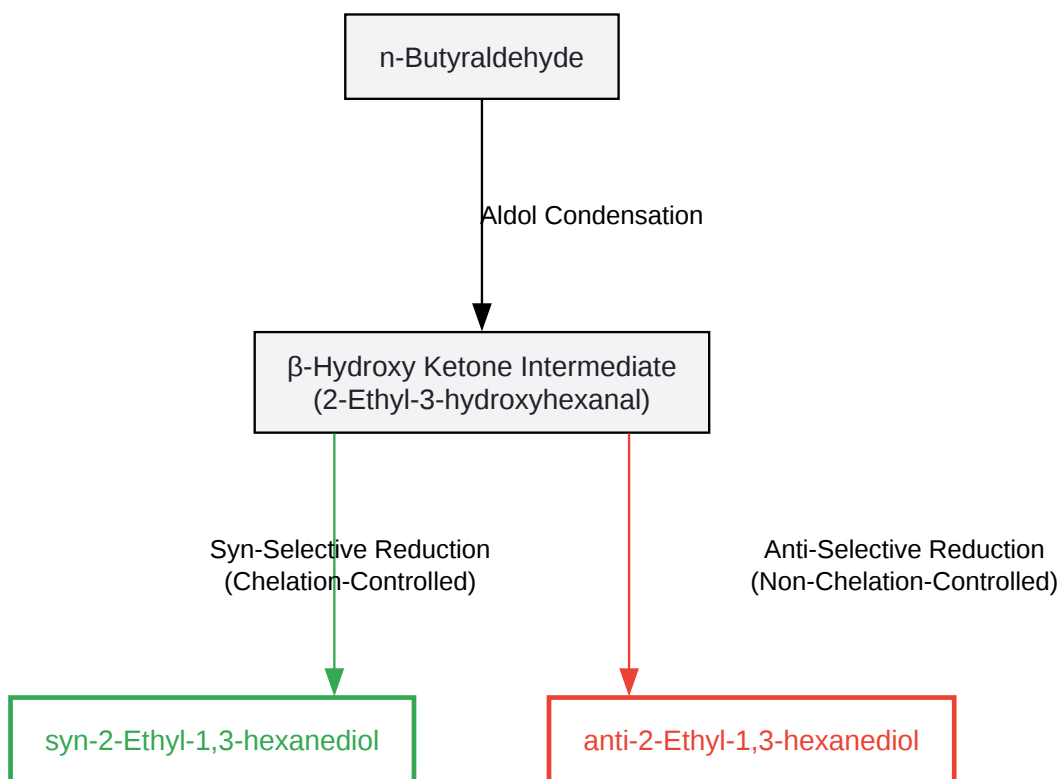 n-Butyraldehyde
Aldol Condensation
β-Hydroxy Ketone Intermediate
(2-Ethyl-3-hydroxyhexanal)
Syn-Selective Reduction
(Chelation-Controlled)
Anti-Selective Reduction
(Non-Chelation-Controlled)
syn-2-Ethyl-1,3-hexanediol
anti-2-Ethyl-1,3-hexanediol